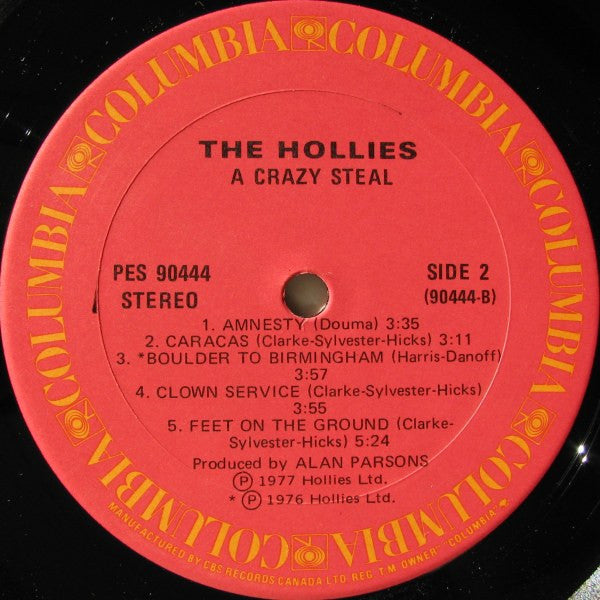 COLUMBIA COLUMBIA COLUMBIA COLUMBIA COLUMBIA COLUMBIA
THE HOLLIES
A CRAZY STEAL
PES 90444
STEREO
SIDE 2
(90444-B)
1. AMNESTY (Douma) 3:35
2. CARACAS (Clarke-Sylvester-Hicks) 3:11
3. *BOULDER TO BIRMINGHAM (Harris-Danoff)
3:57
4. CLOWN SERVICE (Clarke-Sylvester-Hicks)
3:55
5. FEET ON THE GROUND (Clarke-
Sylvester-Hicks) 5:24
Produced by ALAN PARSONS
Ⓟ 1977 Hollies Ltd.
* Ⓟ 1976 Hollies Ltd.
MANUFACTURED BY CBS RECORDS CANADA LTD REG'T'M OWNER "COLUMBIA"